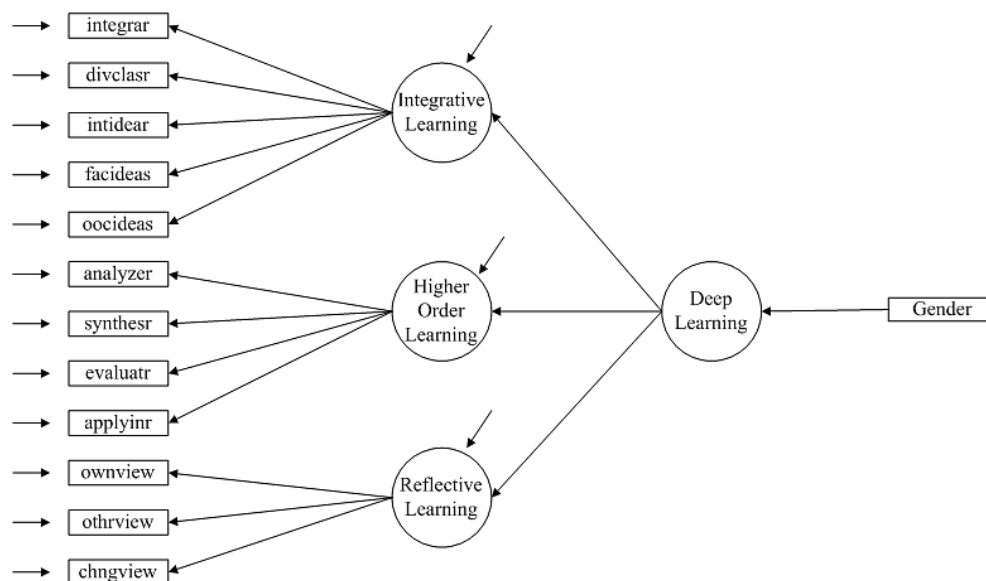 integrar
divclasr
intidear
facideas
oocideas
analyzer
synthesr
evaluatr
applyinr
ownview
othrview
chngview
Integrative
Learning
Higher
Order
Learning
Reflective
Learning
Deep
Learning
Gender